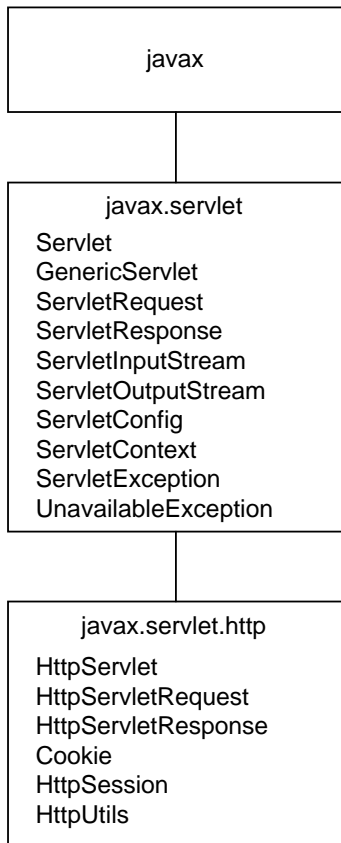 javax
javax.servlet
Servlet
GenericServlet
ServletRequest
ServletResponse
ServletInputStream
ServletOutputStream
ServletConfig
ServletContext
ServletException
UnavailableException
javax.servlet.http
HttpServlet
HttpServletRequest
HttpServletResponse
Cookie
HttpSession
HttpUtils